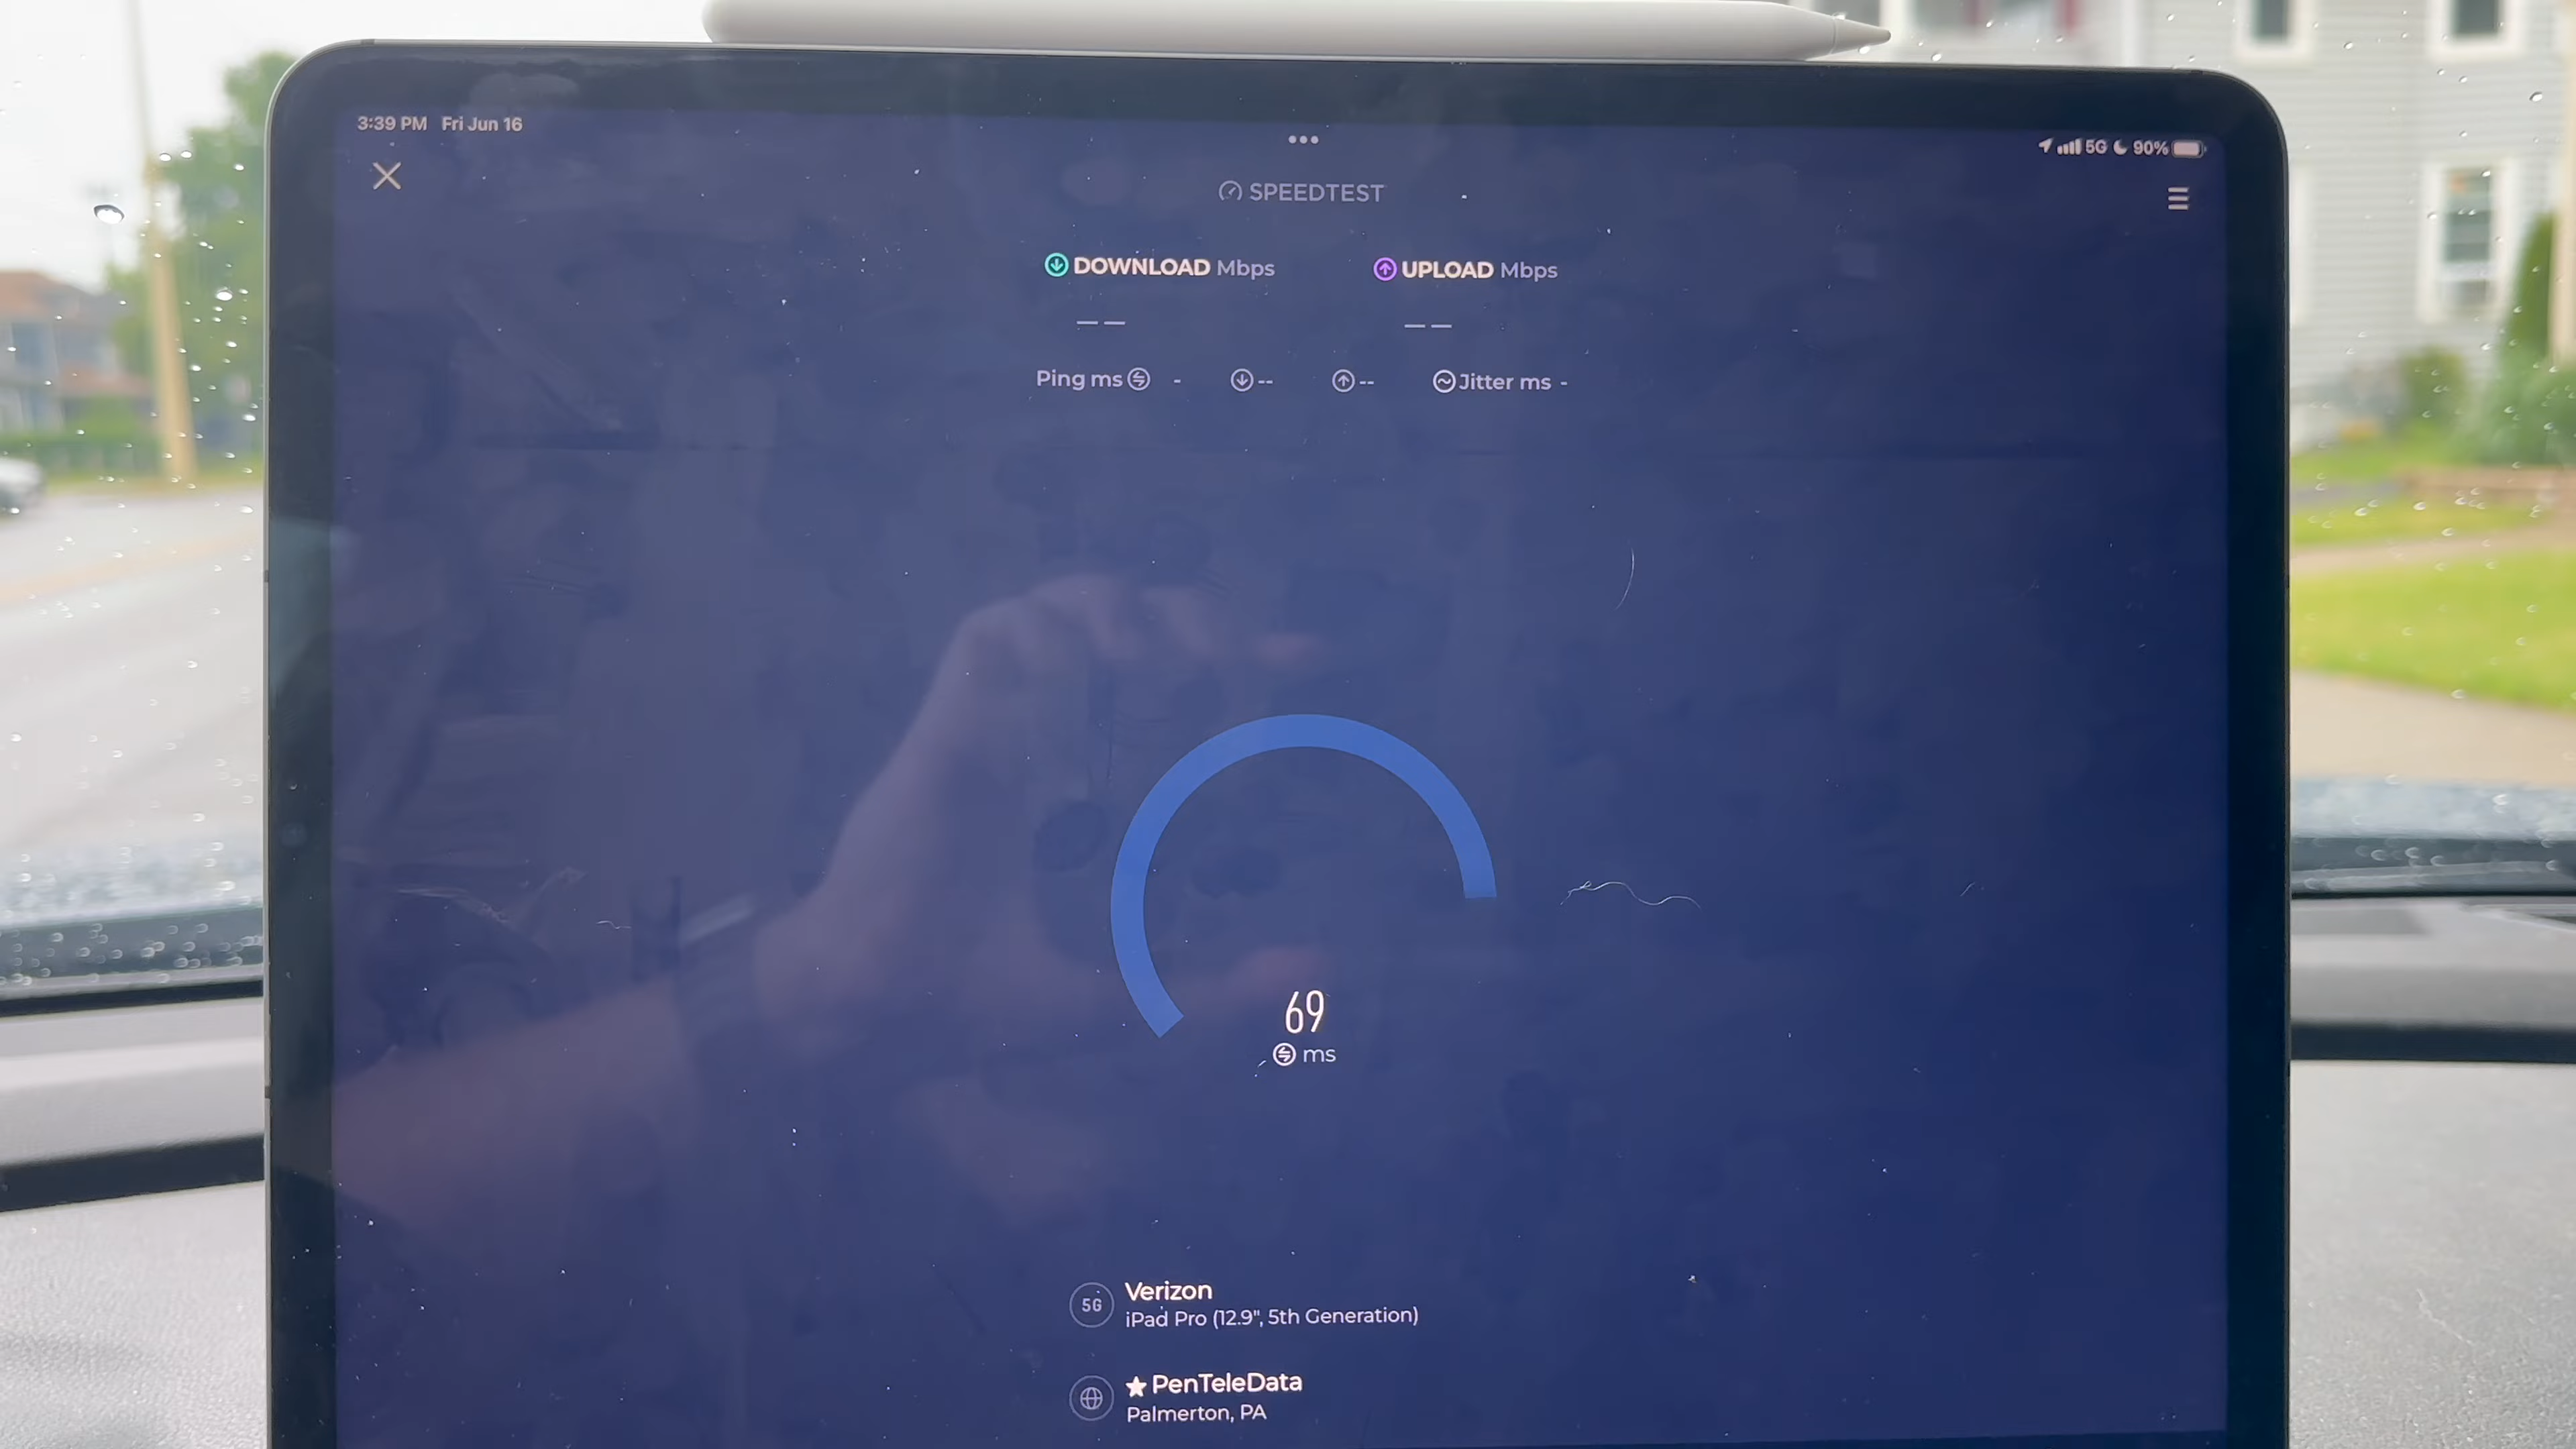 3:39 PM Fri Jun 16
5G 90%
SPEEDTEST
DOWNLOAD Mbps
UPLOAD Mbps
— —
— —
Ping ms -
--
--
Jitter ms -
69
ms
5G
Verizon
iPad Pro (12.9", 5th Generation)
PenTeleData
Palmerton, PA